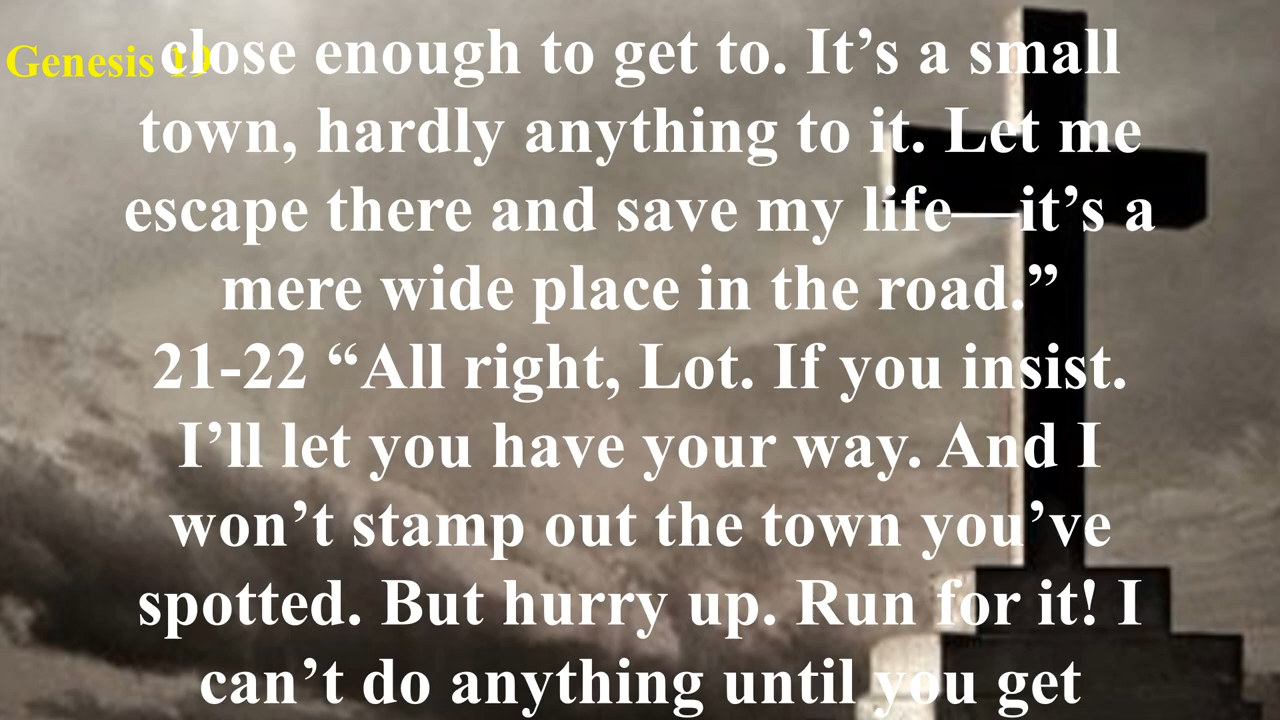 Genesis 19
close enough to get to. It’s a small
town, hardly anything to it. Let me
escape there and save my life—it’s a
mere wide place in the road.”
21-22 “All right, Lot. If you insist.
I’ll let you have your way. And I
won’t stamp out the town you’ve
spotted. But hurry up. Run for it! I
can’t do anything until you get